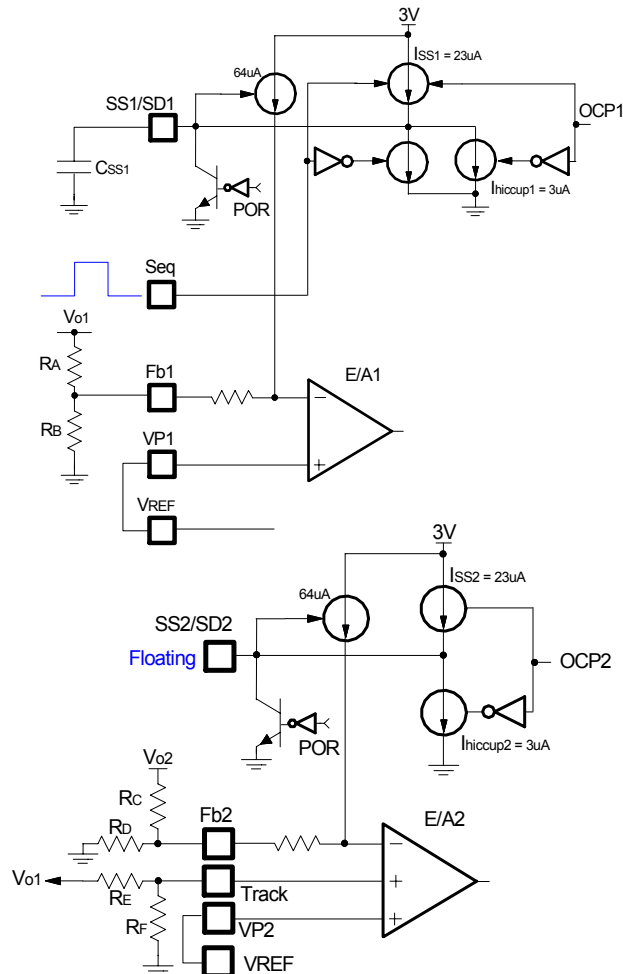 3V
ISS1 = 23uA
64uA
SS1/SD1
OCP1
CSS1
POR
Ihiccup1 = 3uA
Seq
Vo1
RA
Fb1
E/A1
RB
VP1
VREF
3V
ISS2 = 23uA
64uA
SS2/SD2
Floating
OCP2
POR
Ihiccup2 = 3uA
Vo2
RC
Fb2
E/A2
RD
Vo1
RE
Track
RF
VP2
VREF